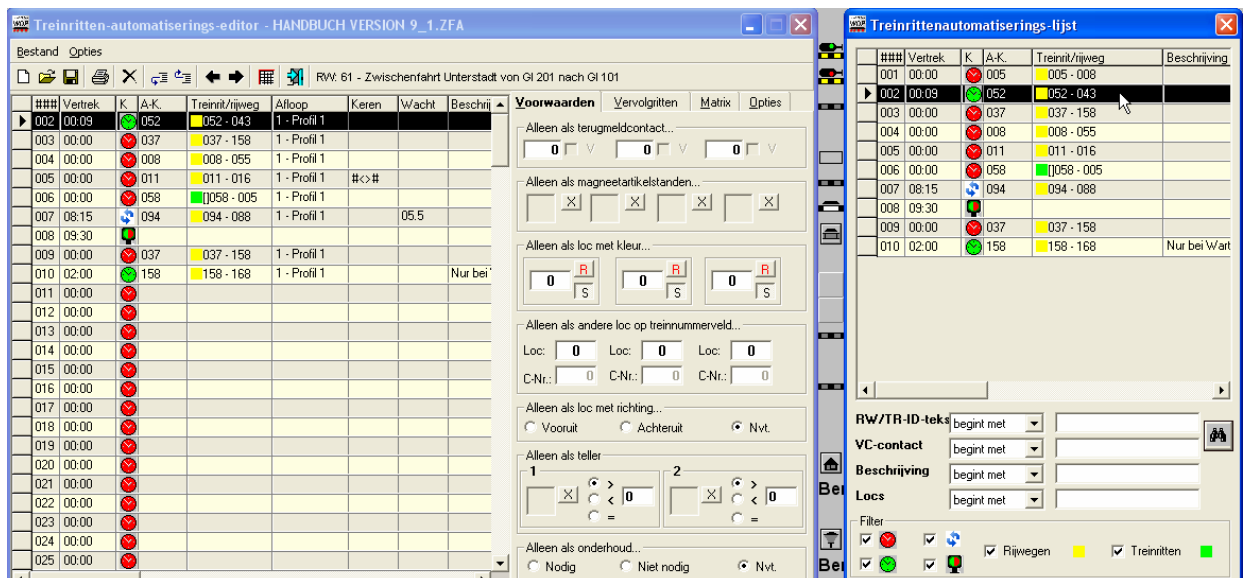 Treinritten-automatiserings-editor - HANDBUCH VERSION 9_1.ZFA
Bestand Opties
RW: 61 - Zwischenfahrt Unterstadt von Gl 201 nach Gl 101
### Vertrek K A-K. Treinrit/rijweg Afloop Keren Wacht Beschrij
002 00:09 052 052 - 043 1 - Profil 1
003 00:00 037 037 - 158 1 - Profil 1
004 00:00 008 008 - 055 1 - Profil 1
005 00:00 011 011 - 016 1 - Profil 1 #<>#
006 00:00 058 []058 - 005 1 - Profil 1
007 08:15 094 094 - 088 1 - Profil 1 05.5
008 09:30
009 00:00 037 037 - 158 1 - Profil 1
010 02:00 158 158 - 168 1 - Profil 1 Nur bei
011 00:00
012 00:00
013 00:00
014 00:00
015 00:00
016 00:00
017 00:00
018 00:00
019 00:00
020 00:00
021 00:00
022 00:00
023 00:00
024 00:00
025 00:00
Voorwaarden Vervolgritten Matrix Opties
Alleen als terugmeldcontact...
0 V 0 V 0 V
Alleen als magneetartikelstanden...
X X X X
Alleen als loc met kleur...
0 R S 0 R S 0 R S
Alleen als andere loc op treinnummerveld...
Loc: 0 Loc: 0 Loc: 0
C-Nr.: 0 C-Nr.: 0 C-Nr.: 0
Alleen als loc met richting...
Vooruit Achteruit Nvt.
Alleen als teller
1 2
X > < = 0 X > < = 0
Alleen als onderhoud...
Nodig Niet nodig Nvt.
Ber
Ber
Treinrittenautomatiserings-lijst
### Vertrek K A-K. Treinrit/rijweg Beschrijving
001 00:00 005 005 - 008
002 00:09 052 052 - 043
003 00:00 037 037 - 158
004 00:00 008 008 - 055
005 00:00 011 011 - 016
006 00:00 058 []058 - 005
007 08:15 094 094 - 088
008 09:30
009 00:00 037 037 - 158
010 02:00 158 158 - 168 Nur bei Wart
RW/TR-ID-teks begint met
VC-contact begint met
Beschrijving begint met
Locs begint met
Filter
Rijwegen Treinritten